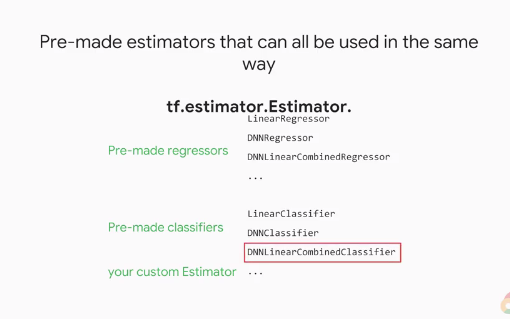 Pre-made estimators that can all be used in the same
way
tf.estimator.Estimator.
LinearRegressor
DNNRegressor
Pre-made regressors
DNNLinearCombinedRegressor
...
LinearClassifier
Pre-made classifiers
DNNClassifier
DNNLinearCombinedClassifier
your custom Estimator
...